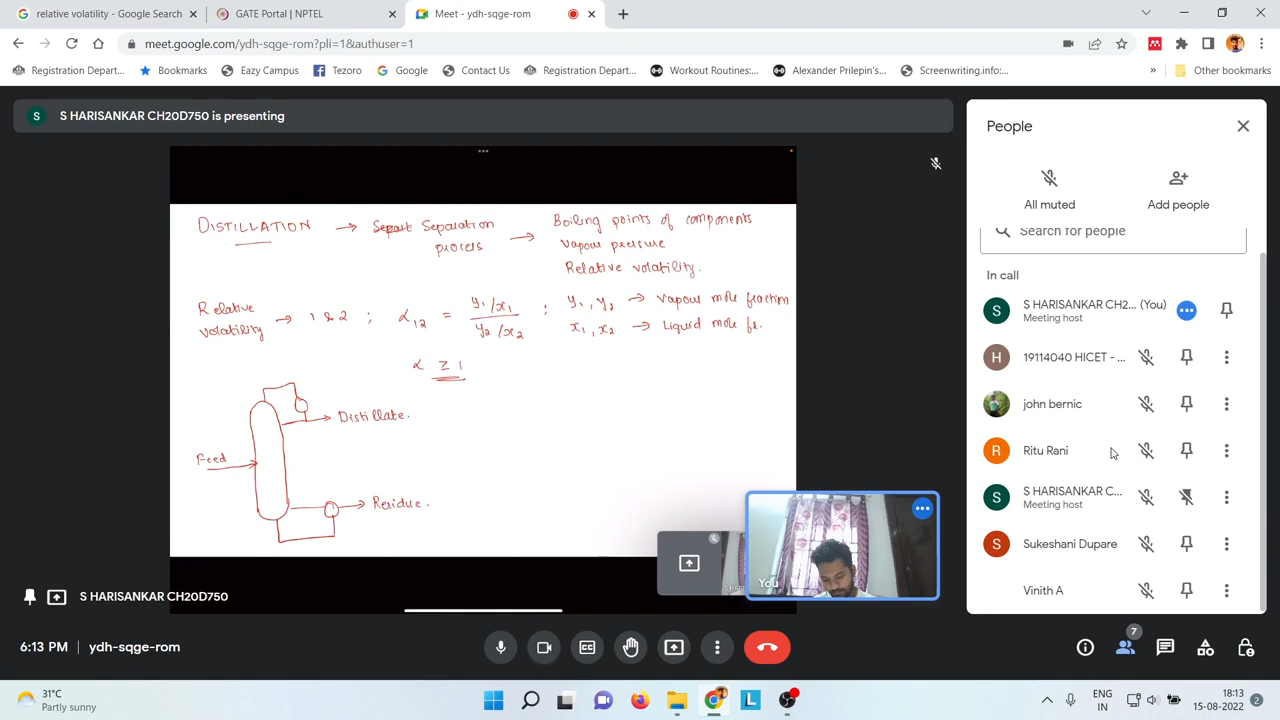 relative volatility - Google Search
GATE Portal | NPTEL
Meet - ydh-sqge-rom
meet.google.com/ydh-sqge-rom?pli=1&authuser=1
Registration Depart...
Bookmarks
Eazy Campus
Tezoro
Google
Contact Us
Registration Depart...
Workout Routines:...
Alexander Prilepin's...
Screenwriting.info:...
»
Other bookmarks
S HARISANKAR CH20D750 is presenting
DISTILLATION → Separation process → Boiling points of components
Vapour pressure
Relative volatility.
Relative volatility → 1 & 2 ; α12 = y1/x1 / y2/x2 ; y1, y2 → Vapour mole fraction
x1, x2 → Liquid mole fr.
α ≥ 1
Distillate.
Feed
Residue.
You
S HARISANKAR CH20D750
6:13 PM
ydh-sqge-rom
People
All muted
Add people
Search for people
In call
S HARISANKAR CH2... (You)
Meeting host
H
19114040 HICET - ...
john bernic
R
Ritu Rani
S HARISANKAR C...
Meeting host
S
Sukeshani Dupare
Vinith A
7
31°C
Partly sunny
ENG
IN
18:13
15-08-2022
2